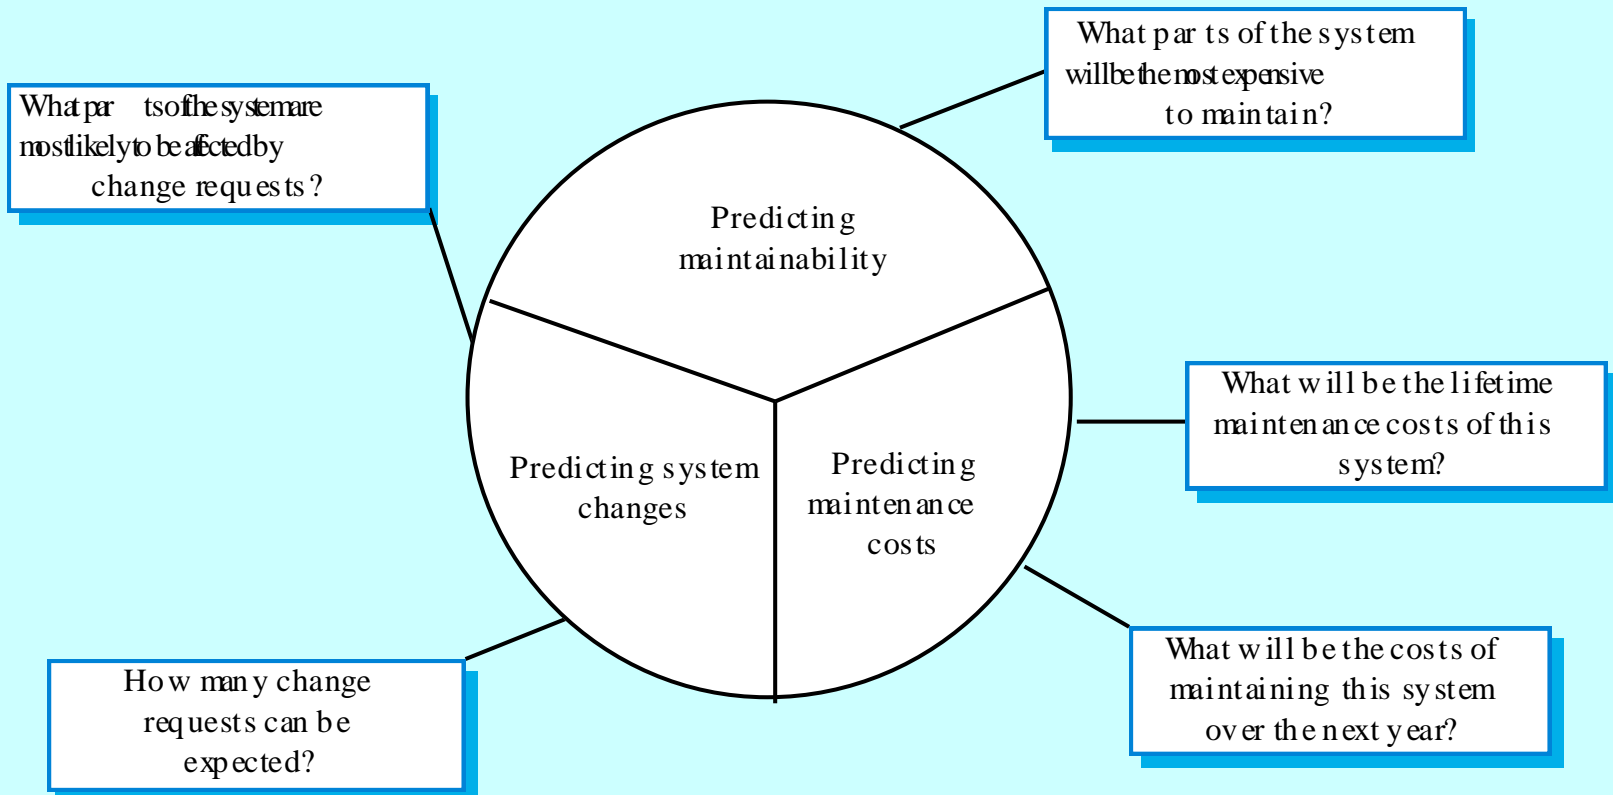 What parts of the system
will be the most expensive
to maintain?
What parts of the system are
most likely to be affected by
change requests?
Predicting
maintainability
What will be the lifetime
maintenance costs of this
system?
Predicting system
changes
Predicting
maintenance
costs
What will be the costs of
maintaining this system
over the next year?
How many change
requests can be
expected?